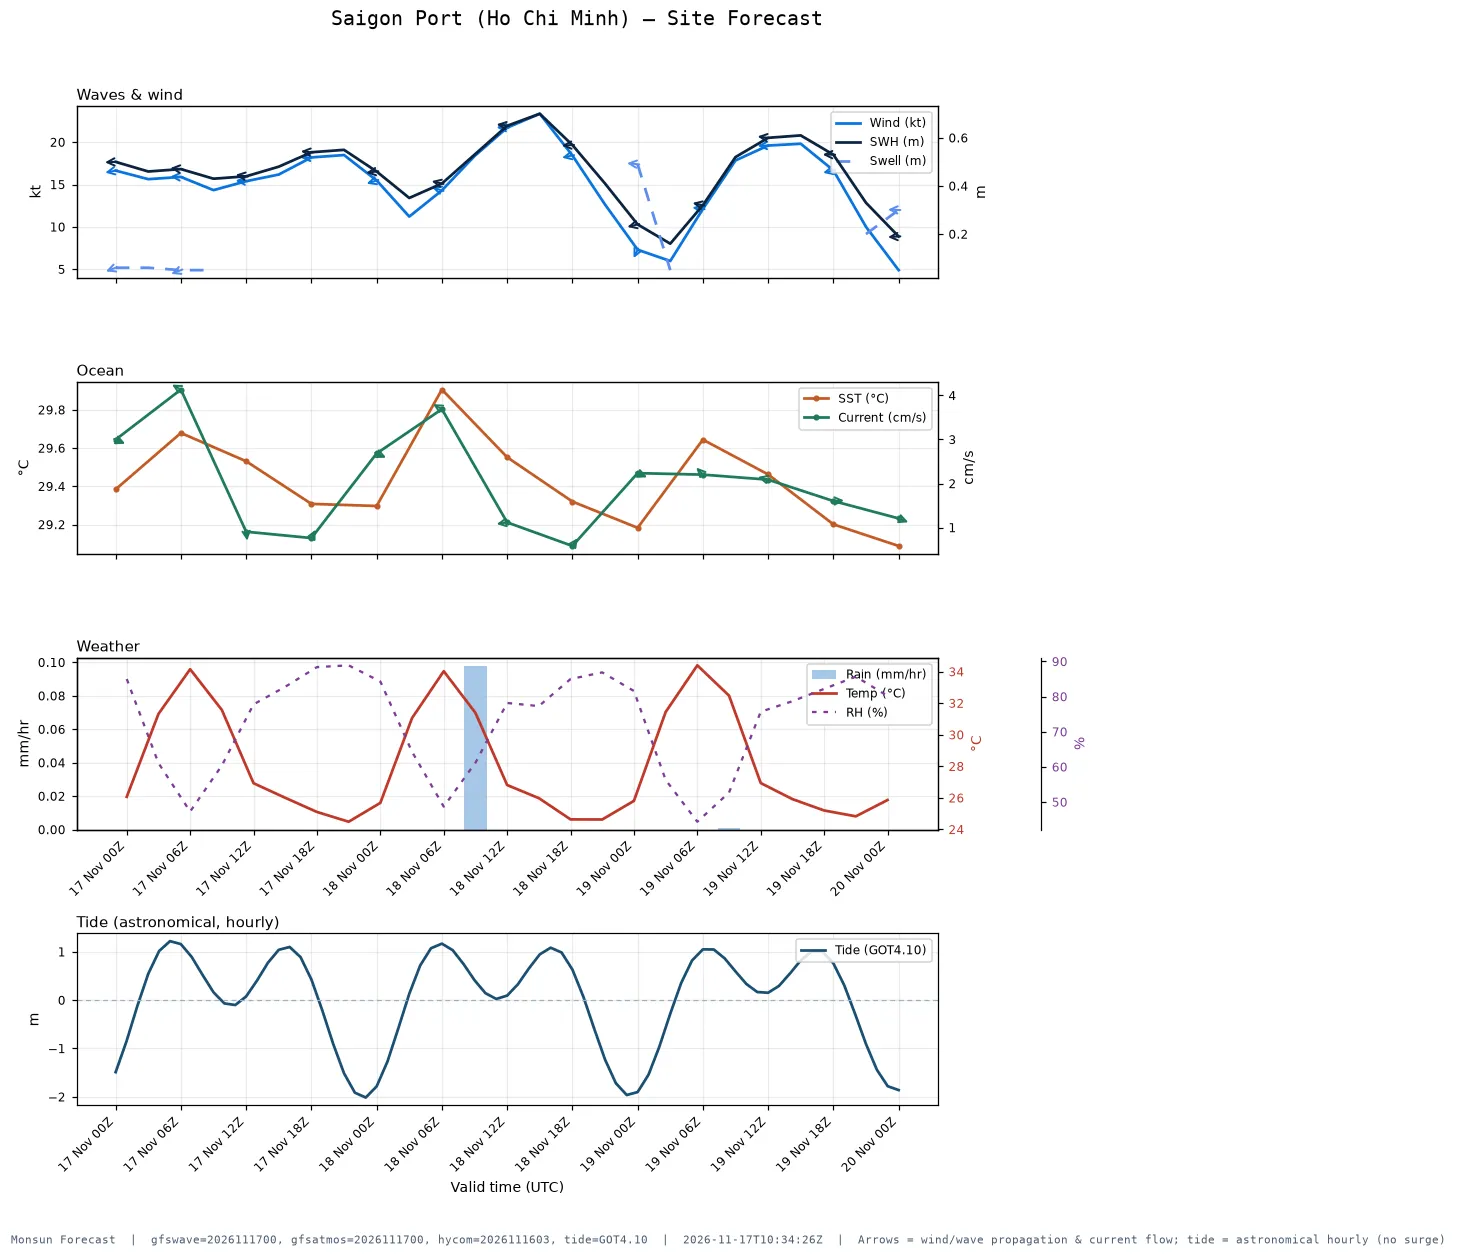 Saigon Port (Ho Chi Minh) — Site Forecast
Waves & wind
20
15
10
5
kt
0.6
0.4
0.2
m
Wind (kt)
SWH (m)
Swell (m)
Ocean
29.8
29.6
29.4
29.2
°C
4
3
2
1
cm/s
SST (°C)
Current (cm/s)
Weather
0.10
0.08
0.06
0.04
0.02
0.00
mm/hr
34
32
30
28
26
24
°C
90
80
70
60
50
%
Rain (mm/hr)
Temp (°C)
RH (%)
17 Nov 00Z
17 Nov 06Z
17 Nov 12Z
17 Nov 18Z
18 Nov 00Z
18 Nov 06Z
18 Nov 12Z
18 Nov 18Z
19 Nov 00Z
19 Nov 06Z
19 Nov 12Z
19 Nov 18Z
20 Nov 00Z
Tide (astronomical, hourly)
1
0
−1
−2
m
Tide (GOT4.10)
17 Nov 00Z
17 Nov 06Z
17 Nov 12Z
17 Nov 18Z
18 Nov 00Z
18 Nov 06Z
18 Nov 12Z
18 Nov 18Z
19 Nov 00Z
19 Nov 06Z
19 Nov 12Z
19 Nov 18Z
20 Nov 00Z
Valid time (UTC)
Monsun Forecast | gfswave=2026111700, gfsatmos=2026111700, hycom=2026111603, tide=GOT4.10 | 2026-11-17T10:34:26Z | Arrows = wind/wave propagation & current flow; tide = astronomical hourly (no surge)